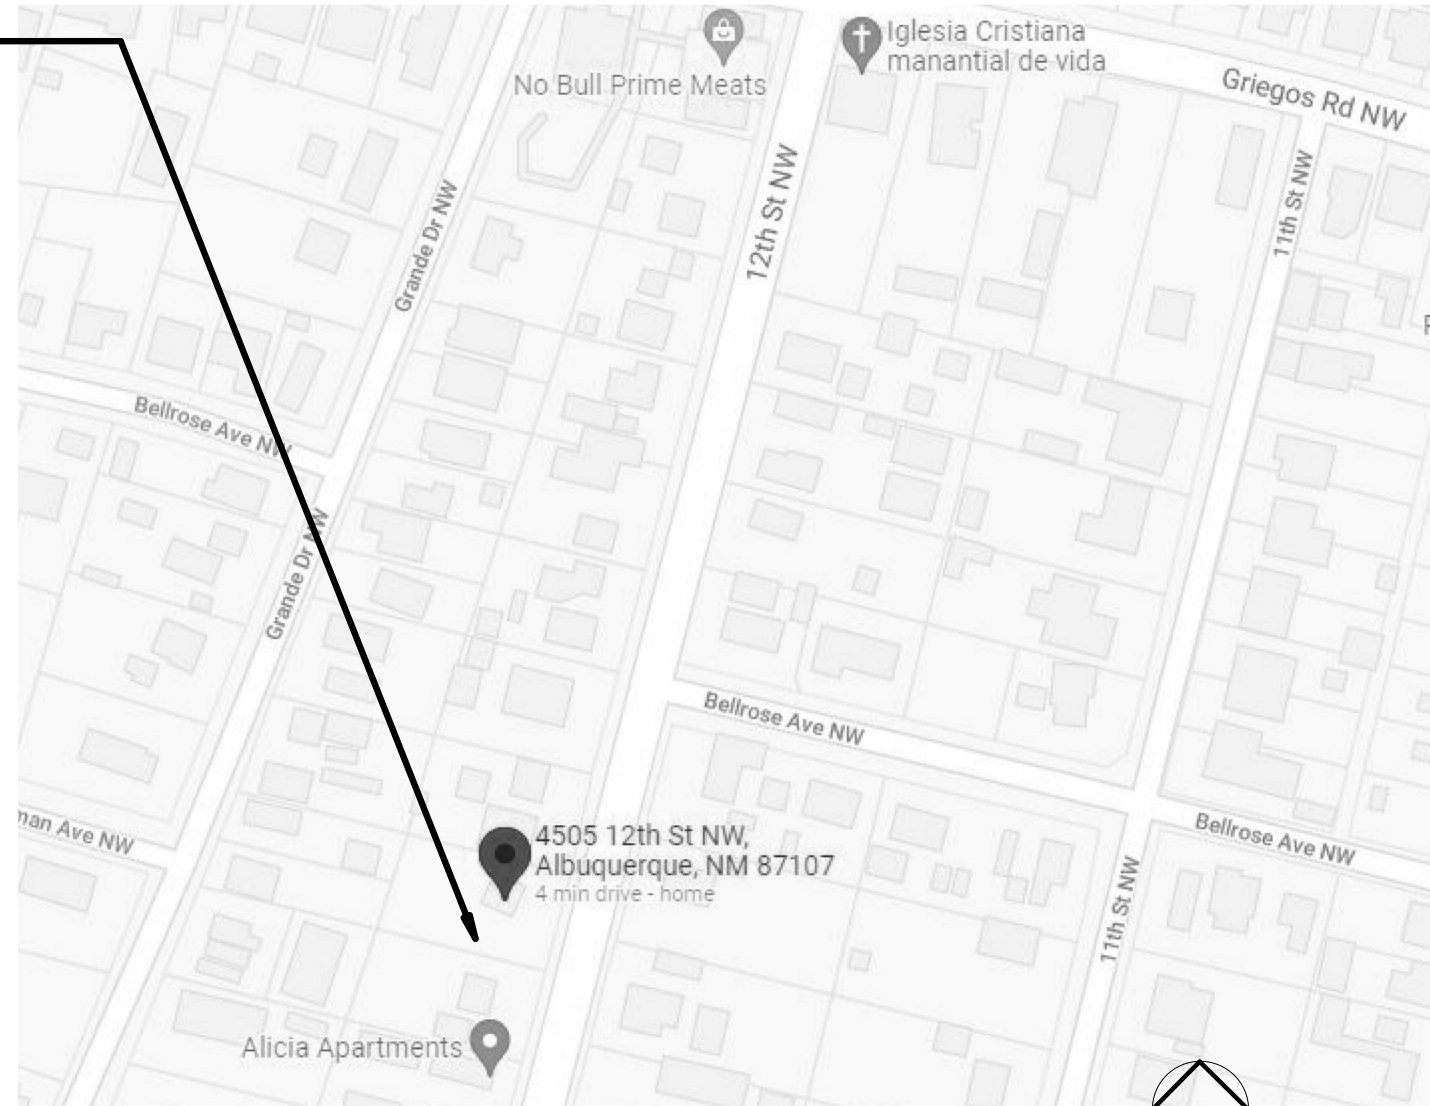 Iglesia Cristiana
manantial de vida
No Bull Prime Meats
Griegos Rd NW
12th St NW
11th St NW
Grande Dr NW
Bellrose Ave NW
Grande Dr NW
Bellrose Ave NW
man Ave NW
4505 12th St NW,
Albuquerque, NM 87107
4 min drive - home
Bellrose Ave NW
11th St NW
Alicia Apartments